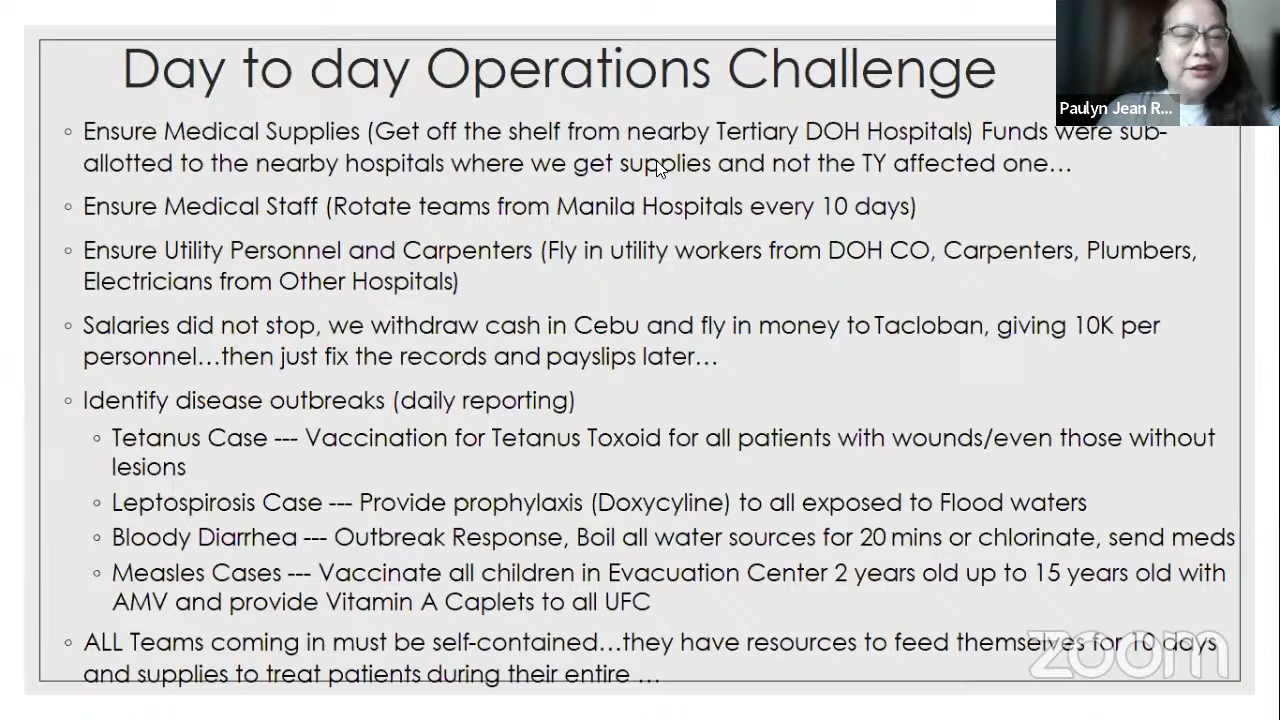 Day to day Operations Challenge
Paulyn Jean R...
◦ Ensure Medical Supplies (Get off the shelf from nearby Tertiary DOH Hospitals) Funds were sub-
allotted to the nearby hospitals where we get supplies and not the TY affected one…
◦ Ensure Medical Staff (Rotate teams from Manila Hospitals every 10 days)
◦ Ensure Utility Personnel and Carpenters (Fly in utility workers from DOH CO, Carpenters, Plumbers,
Electricians from Other Hospitals)
◦ Salaries did not stop, we withdraw cash in Cebu and fly in money to Tacloban, giving 10K per
personnel…then just fix the records and payslips later…
◦ Identify disease outbreaks (daily reporting)
◦ Tetanus Case --- Vaccination for Tetanus Toxoid for all patients with wounds/even those without
lesions
◦ Leptospirosis Case --- Provide prophylaxis (Doxycyline) to all exposed to Flood waters
◦ Bloody Diarrhea --- Outbreak Response, Boil all water sources for 20 mins or chlorinate, send meds
◦ Measles Cases --- Vaccinate all children in Evacuation Center 2 years old up to 15 years old with
AMV and provide Vitamin A Caplets to all UFC
◦ ALL Teams coming in must be self-contained…they have resources to feed themselves for 10 days
and supplies to treat patients during their entire …
zoom